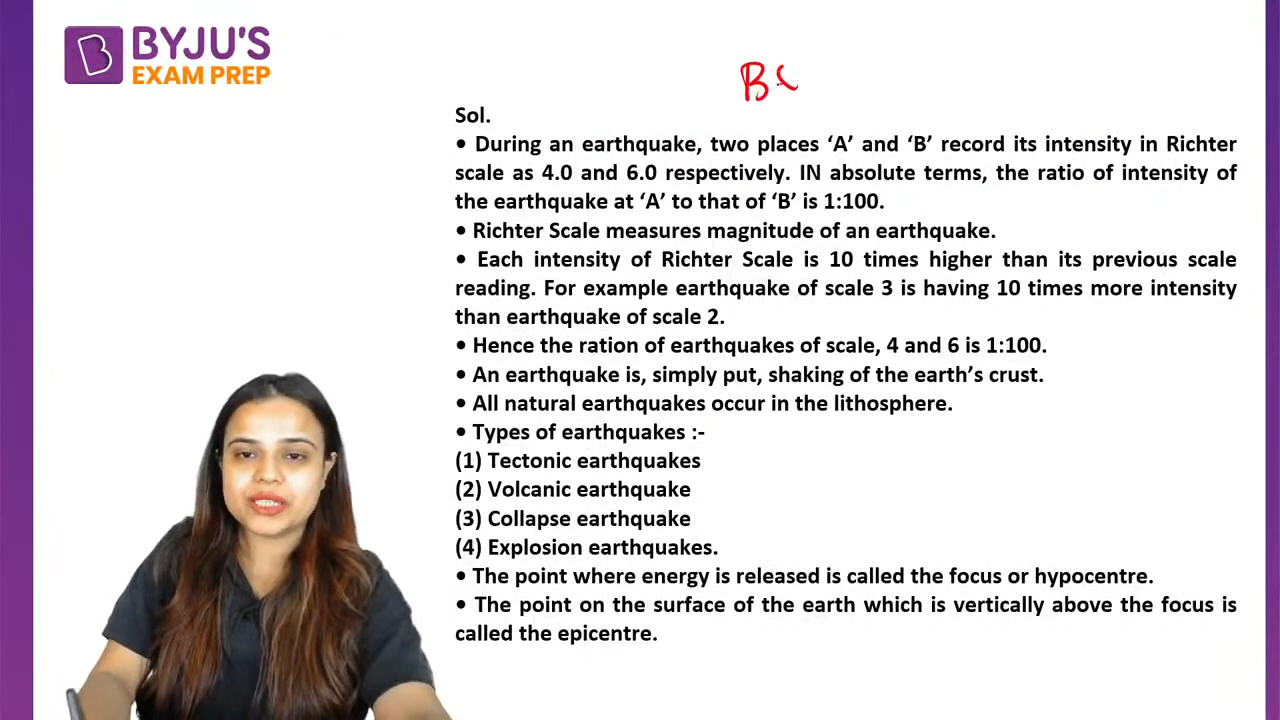 BYJU'S
EXAM PREP
Sol.
• During an earthquake, two places ‘A’ and ‘B’ record its intensity in Richter
scale as 4.0 and 6.0 respectively. IN absolute terms, the ratio of intensity of
the earthquake at ‘A’ to that of ‘B’ is 1:100.
• Richter Scale measures magnitude of an earthquake.
• Each intensity of Richter Scale is 10 times higher than its previous scale
reading. For example earthquake of scale 3 is having 10 times more intensity
than earthquake of scale 2.
• Hence the ration of earthquakes of scale, 4 and 6 is 1:100.
• An earthquake is, simply put, shaking of the earth’s crust.
• All natural earthquakes occur in the lithosphere.
• Types of earthquakes :-
(1) Tectonic earthquakes
(2) Volcanic earthquake
(3) Collapse earthquake
(4) Explosion earthquakes.
• The point where energy is released is called the focus or hypocentre.
• The point on the surface of the earth which is vertically above the focus is
called the epicentre.